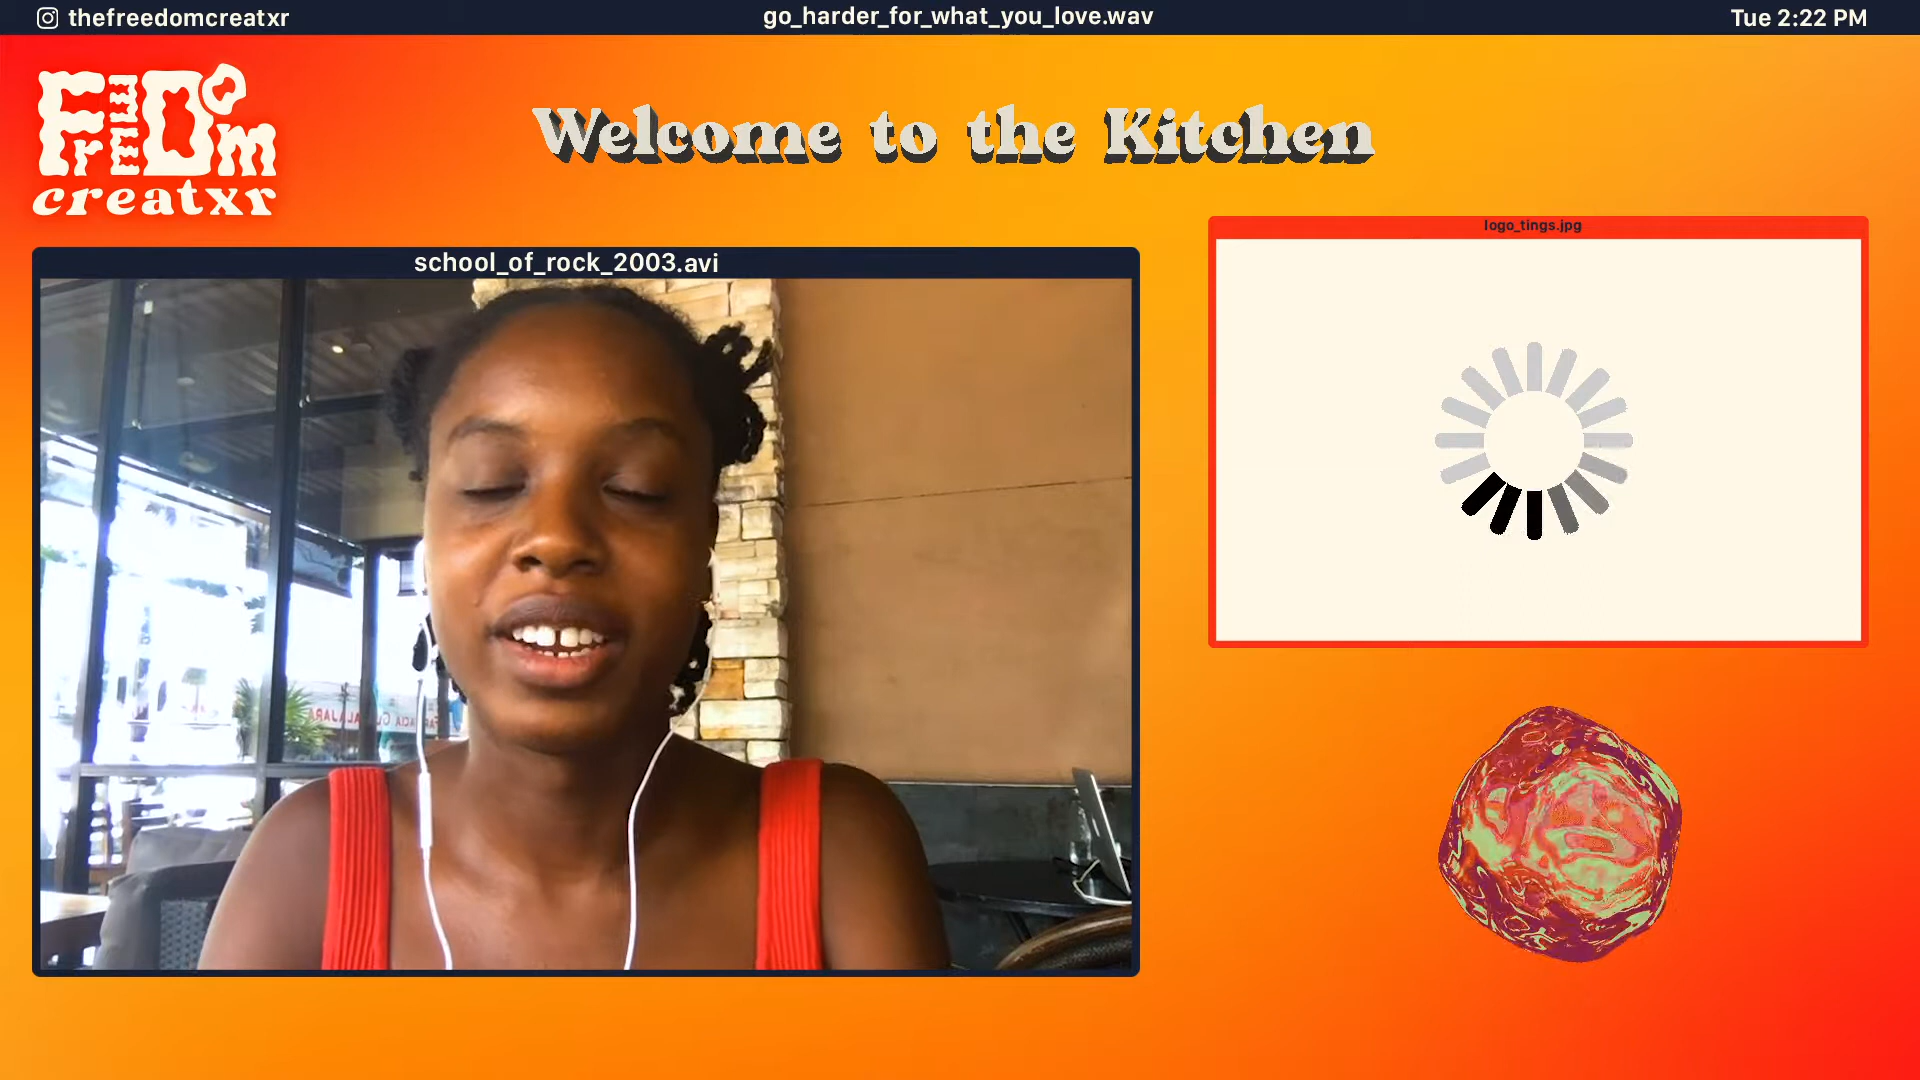 thefreedomcreatxr
go_harder_for_what_you_love.wav
Tue 2:22 PM
FREEDOM
creatxr
Welcome to the Kitchen
logo_tings.jpg
school_of_rock_2003.avi